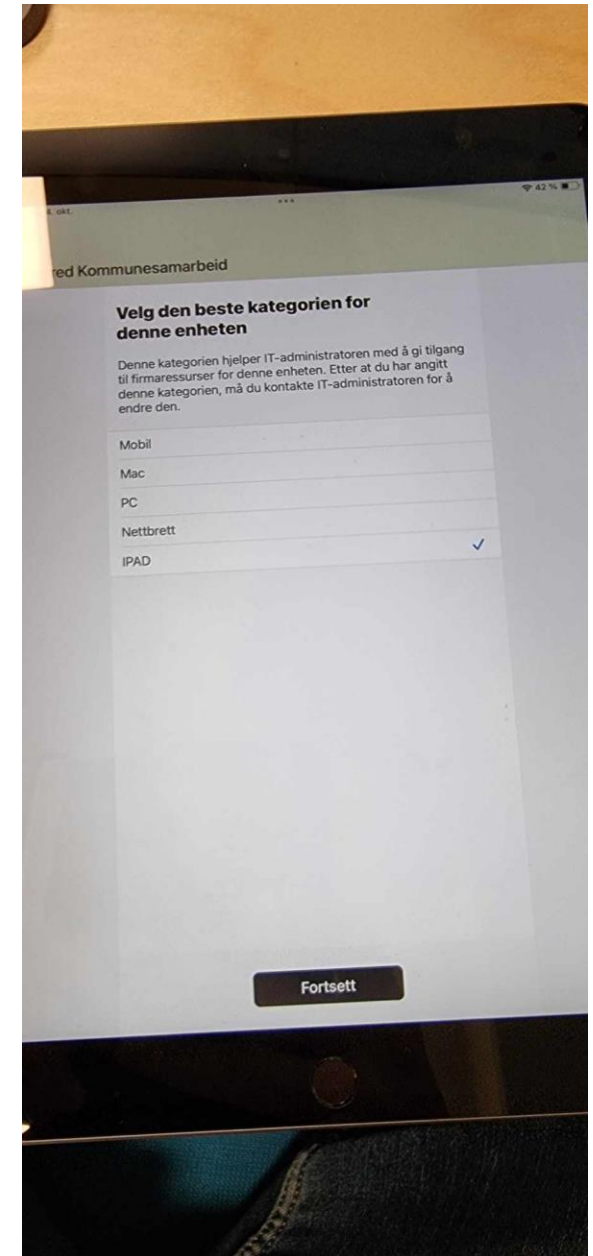 okt.
42 %
Kommunesamarbeid
Velg den beste kategorien for
denne enheten
Denne kategorien hjelper IT-administratoren med å gi tilgang
til firmaressurser for denne enheten. Etter at du har angitt
denne kategorien, må du kontakte IT-administratoren for å
endre den.
Mobil
Mac
PC
Nettbrett
IPAD
Fortsett